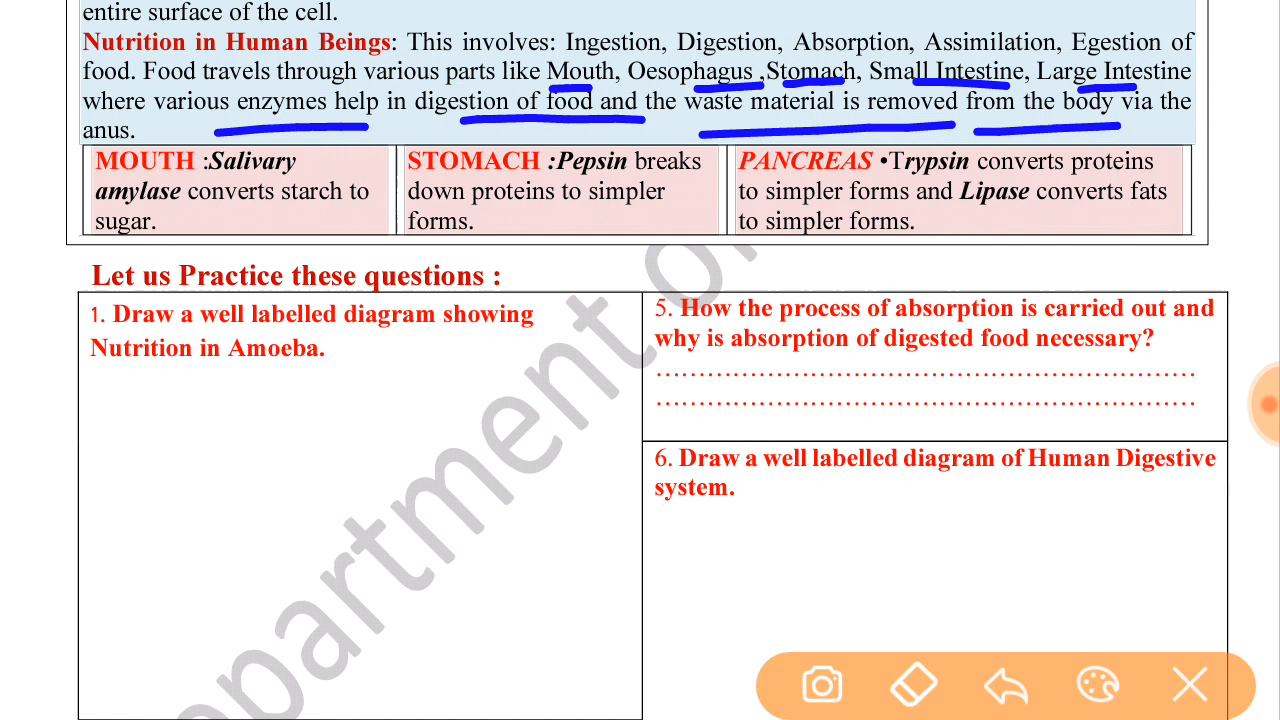 entire surface of the cell.
Nutrition in Human Beings: This involves: Ingestion, Digestion, Absorption, Assimilation, Egestion of
food. Food travels through various parts like Mouth, Oesophagus ,Stomach, Small Intestine, Large Intestine
where various enzymes help in digestion of food and the waste material is removed from the body via the
anus.
MOUTH :Salivary
amylase converts starch to
sugar.
STOMACH :Pepsin breaks
down proteins to simpler
forms.
PANCREAS •Trypsin converts proteins
to simpler forms and Lipase converts fats
to simpler forms.
Let us Practice these questions :
1. Draw a well labelled diagram showing
Nutrition in Amoeba.
5. How the process of absorption is carried out and
why is absorption of digested food necessary?
……………………………………………………
……………………………………………………
6. Draw a well labelled diagram of Human Digestive
system.
partment of